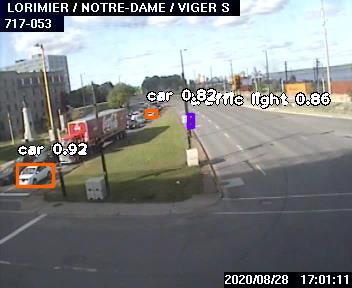 LORIMIER / NOTRE-DAME / VIGER S
717-053
car 0.82
traffic light 0.86
car 0.92
2020/08/28 17:01:11